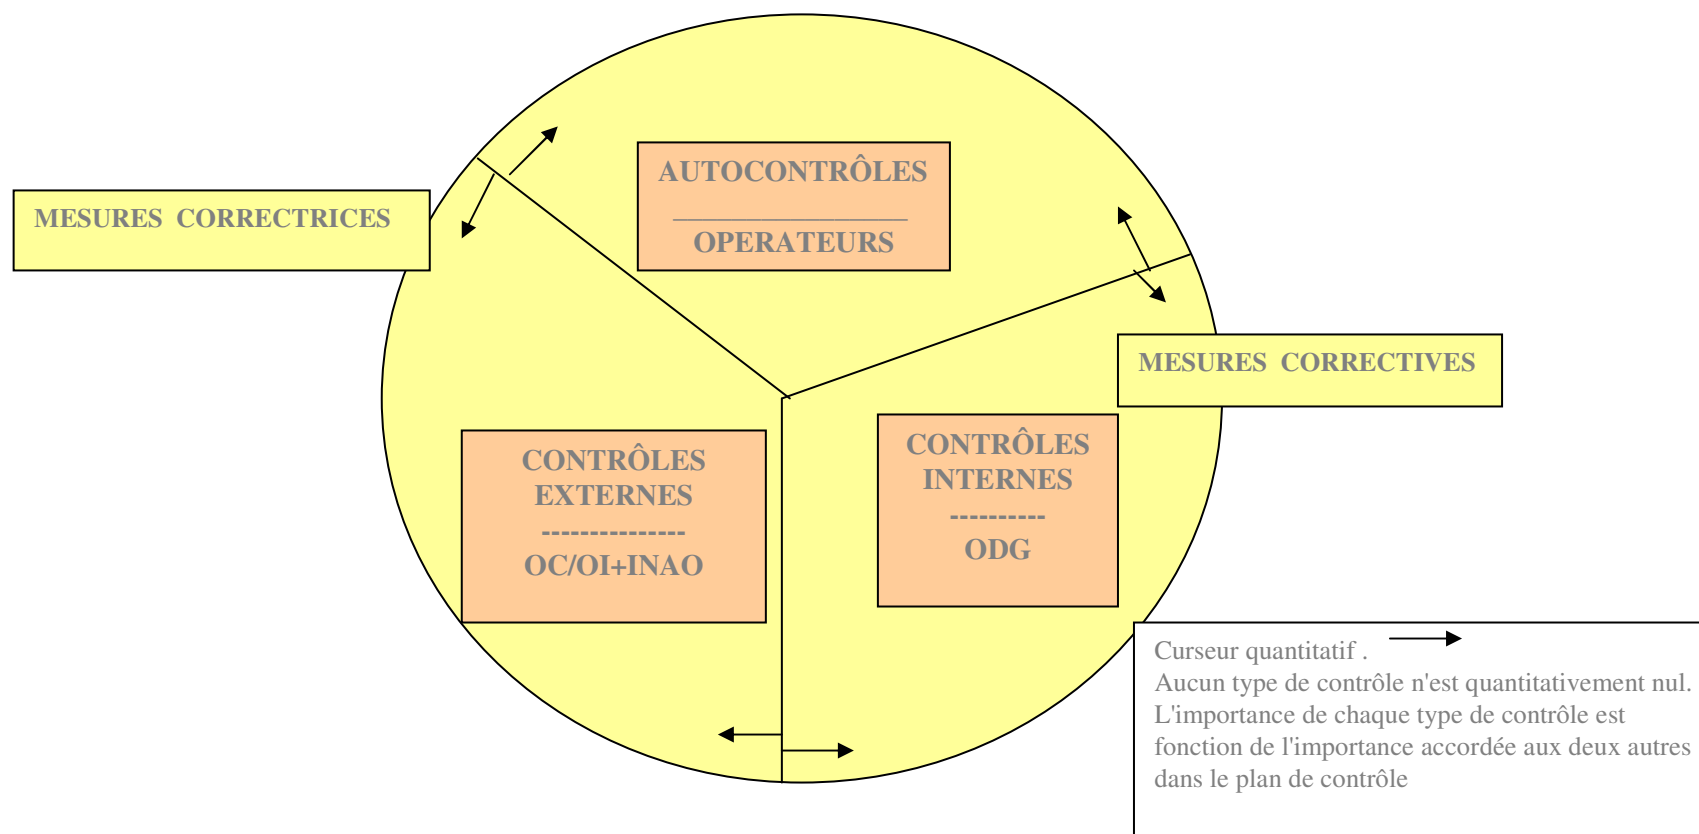 AUTOCONTRÔLES
__________________
OPERATEURS
MESURES CORRECTRICES
MESURES CORRECTIVES
CONTRÔLES
EXTERNES
---------------
OC/OI+INAO
CONTRÔLES
INTERNES
----------
ODG
Curseur quantitatif .
Aucun type de contrôle n'est quantitativement nul.
L'importance de chaque type de contrôle est
fonction de l'importance accordée aux deux autres
dans le plan de contrôle